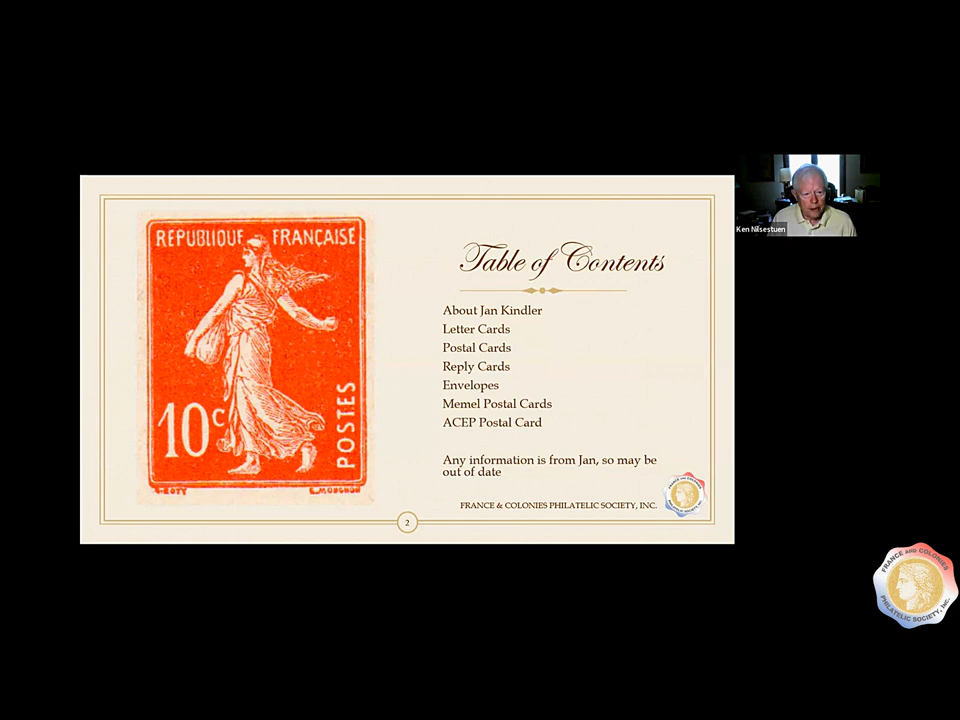 REPUBLIQUE FRANÇAISE
10c
POSTES
O.ROTY
E.MOUCHON
Table of Contents
About Jan Kindler
Letter Cards
Postal Cards
Reply Cards
Envelopes
Memel Postal Cards
ACEP Postal Card
Any information is from Jan, so may be
out of date
FRANCE & COLONIES PHILATELIC SOCIETY, INC.
2
Ken Nilsestuen
FRANCE and COLONIES
PHILATELIC SOCIETY, Inc.